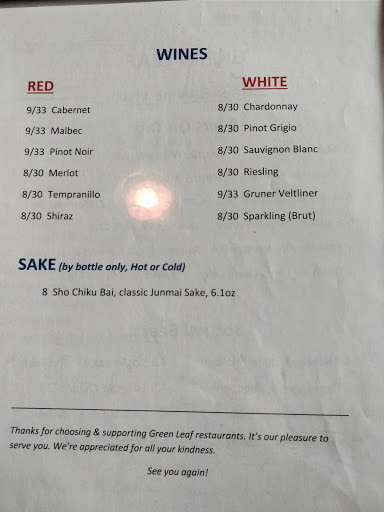 WINES
RED
9/33 Cabernet
9/33 Malbec
9/33 Pinot Noir
8/30 Merlot
8/30 Tempranillo
8/30 Shiraz
WHITE
8/30 Chardonnay
8/30 Pinot Grigio
8/30 Sauvignon Blanc
8/30 Riesling
9/33 Gruner Veltliner
8/30 Sparkling (Brut)
SAKE (by bottle only, Hot or Cold)
8 Sho Chiku Bai, classic Junmai Sake, 6.1oz
Thanks for choosing & supporting Green Leaf restaurants. It's our pleasure to
serve you. We're appreciated for all your kindness.
See you again!